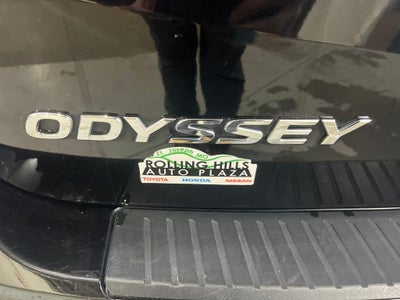 ODYSSEY
St. Joseph MO
ROLLING HILLS
AUTO PLAZA
TOYOTA HONDA NISSAN